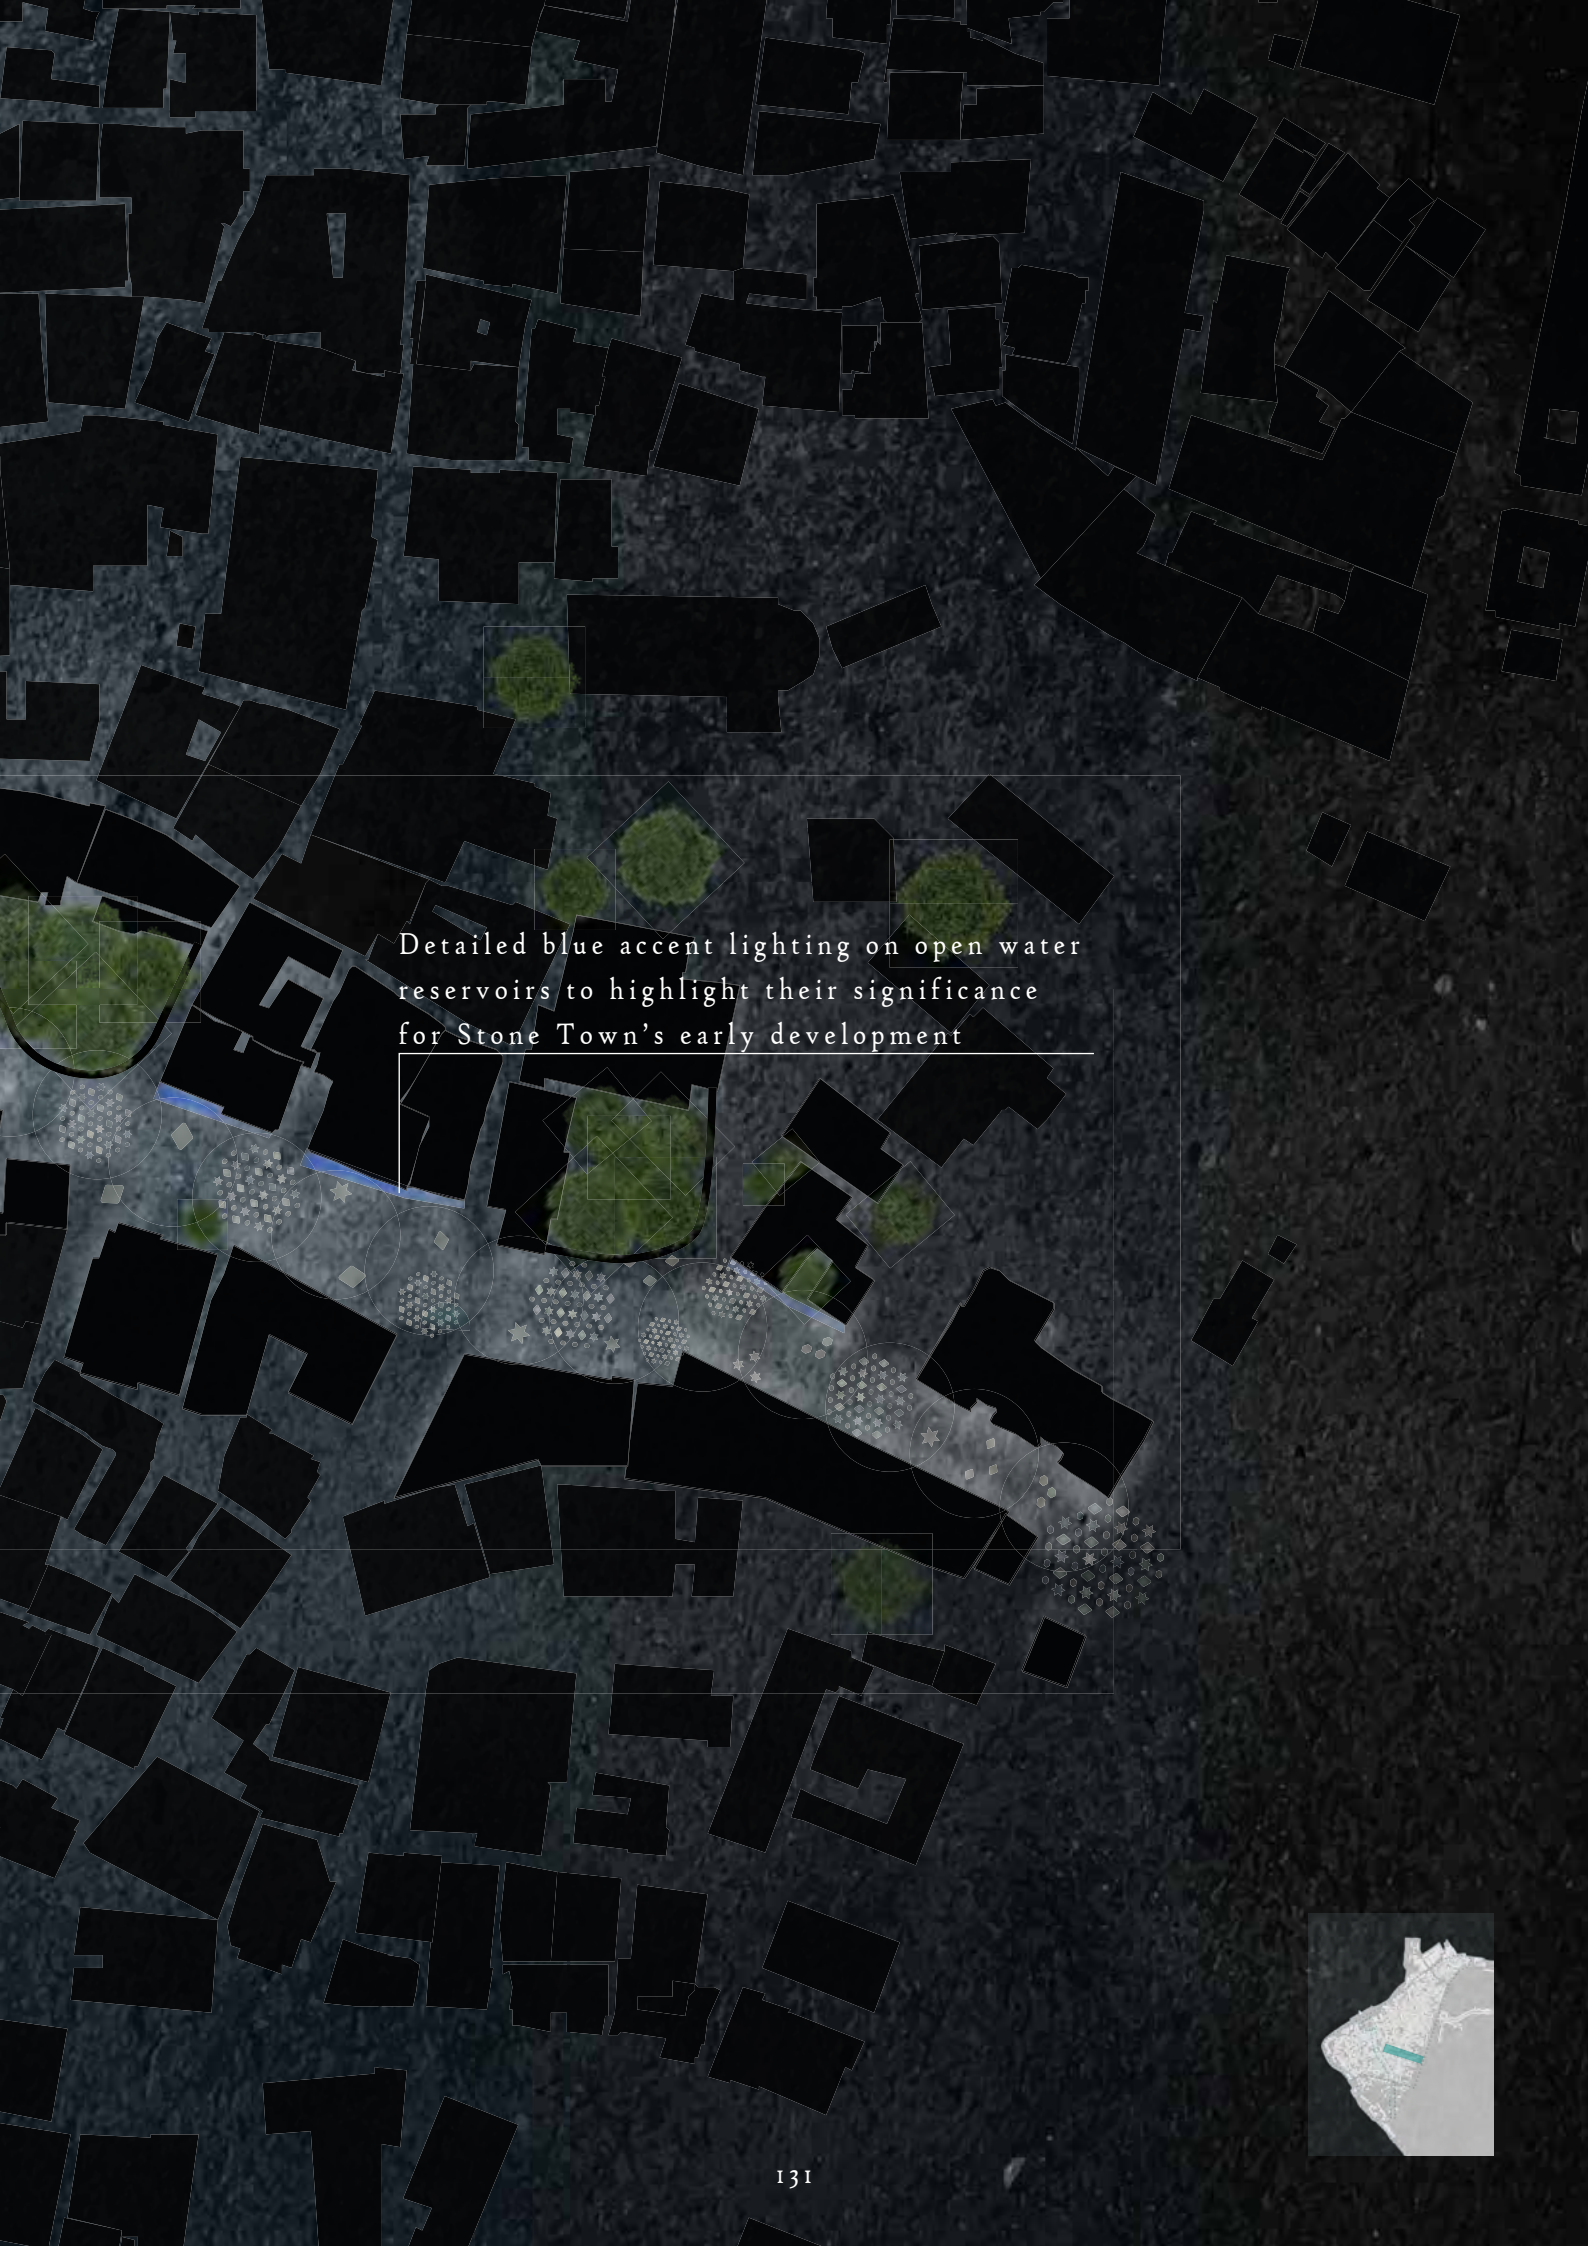 Detailed blue accent lighting on open water
reservoirs to highlight their significance
for Stone Town’s early development
131